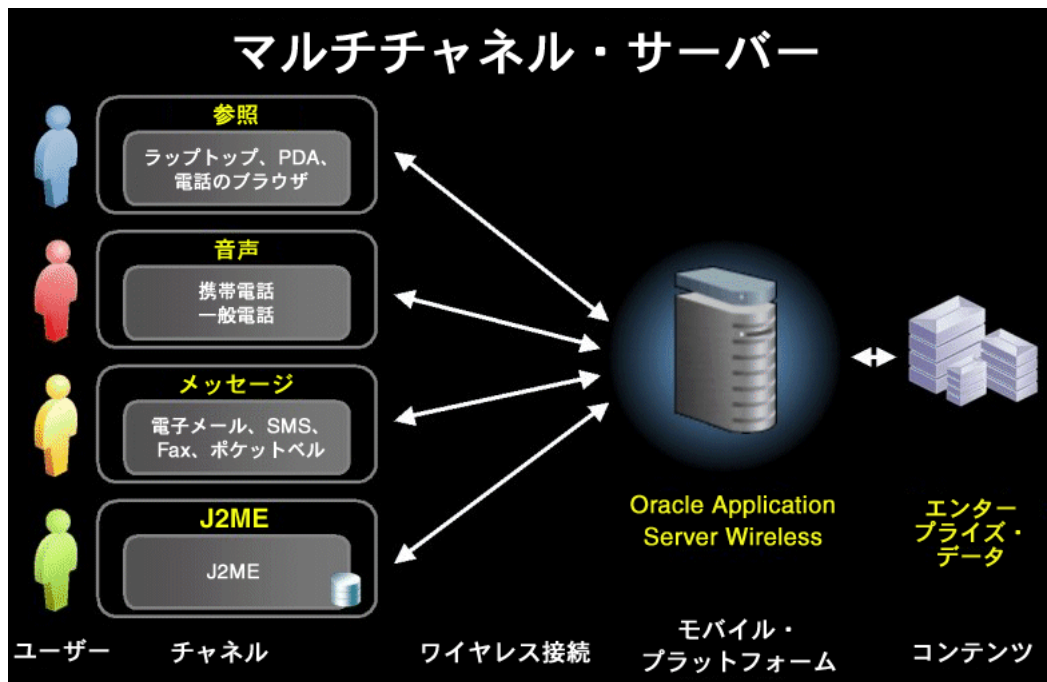 マルチチャネル・サーバー
参照
ラップトップ、PDA、
電話のブラウザ
音声
携帯電話
一般電話
メッセージ
電子メール、SMS、
Fax、ポケットベル
J2ME
J2ME
Oracle Application
Server Wireless
エンター
プライズ・
データ
ユーザー
チャネル
ワイヤレス接続
モバイル・
プラットフォーム
コンテンツ